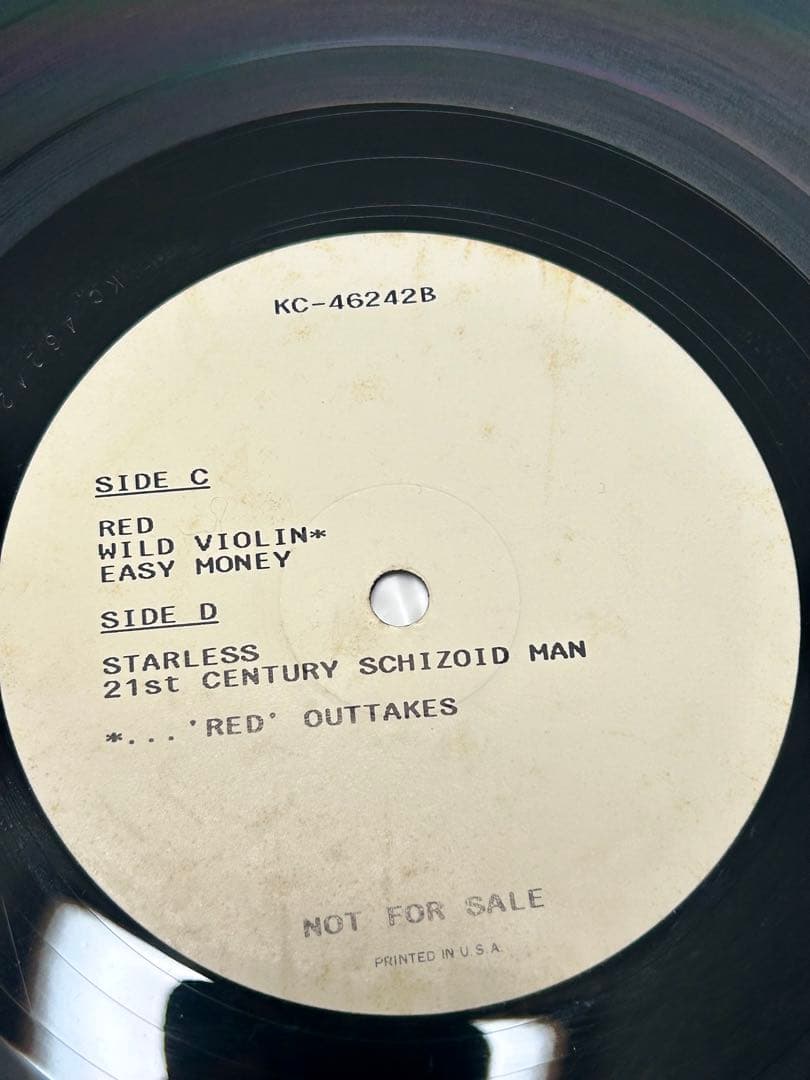 KC-46242B
SIDE C
RED
WILD VIOLIN*
EASY MONEY
SIDE D
STARLESS
21st CENTURY SCHIZOID MAN
*...'RED' OUTTAKES
NOT FOR SALE
PRINTED IN U.S.A.